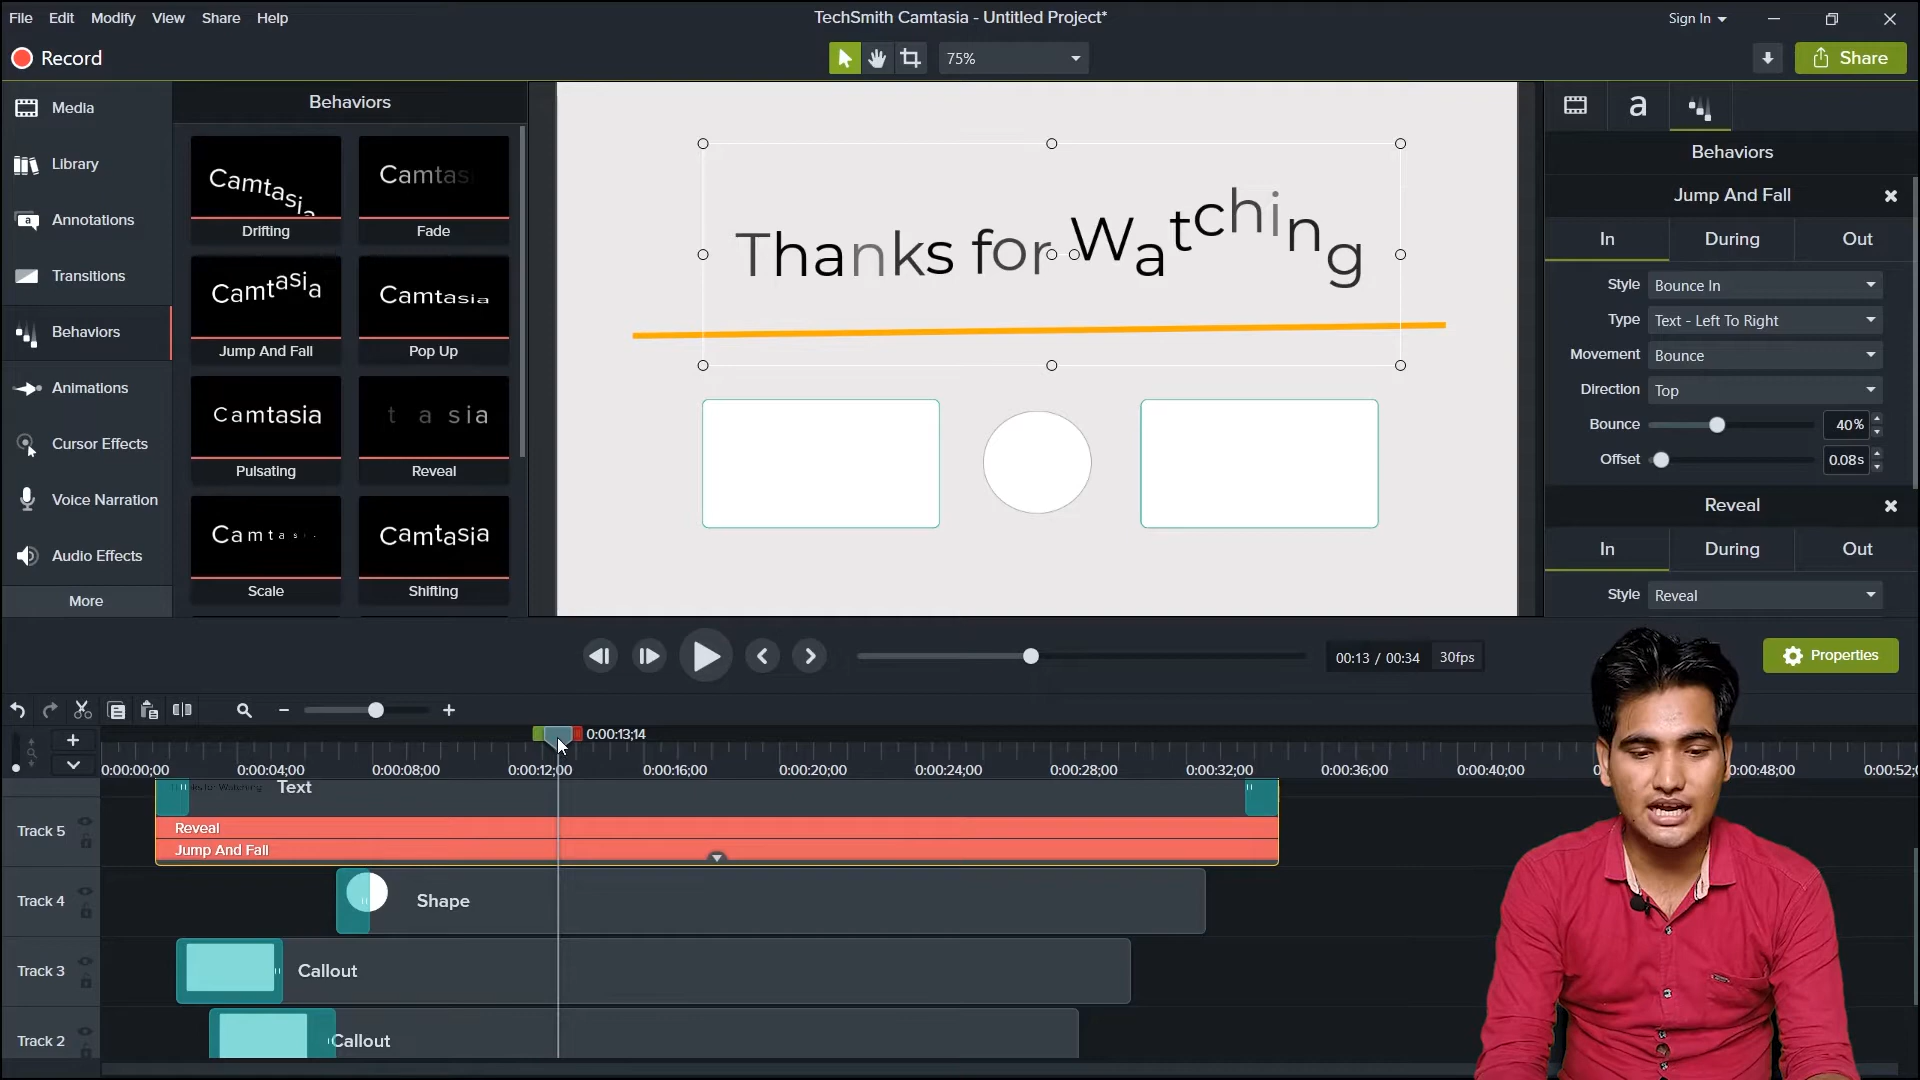 File Edit Modify View Share Help
TechSmith Camtasia - Untitled Project*
Sign In
Record
75%
Share
Media
Library
Annotations
Transitions
Behaviors
Animations
Cursor Effects
Voice Narration
Audio Effects
More
Behaviors
Camtasia
Drifting
Camtasi
Fade
Camtasia
Jump And Fall
Camtasia
Pop Up
Camtasia
Pulsating
t a sia
Reveal
Camtas
Scale
Camtasia
Shifting
Thanks for Watching
a
Behaviors
Jump And Fall
In During Out
Style Bounce In
Type Text - Left To Right
Movement Bounce
Direction Top
Bounce 40%
Offset 0.08s
Reveal
In During Out
Style Reveal
00:13 / 00:34 30fps
Properties
0:00:13;14
0:00:00;00 0:00:04;00 0:00:08;00 0:00:12;00 0:00:16;00 0:00:20;00 0:00:24;00 0:00:28;00 0:00:32;00 0:00:36;00 0:00:40;00 0:00:48;00 0:00:52;
Text
Track 5
Reveal
Jump And Fall
Track 4
Shape
Track 3
Callout
Track 2
Callout